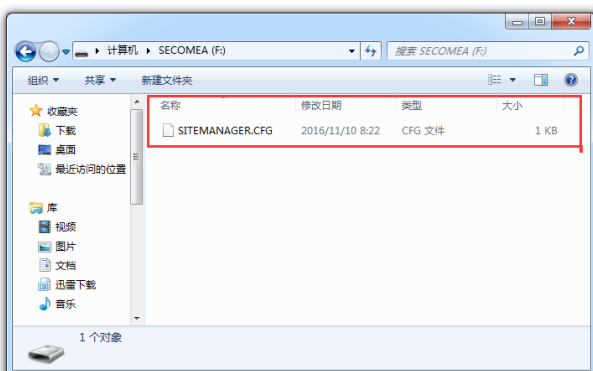 计算机 ▸ SECOMEA (F:)
搜索 SECOMEA (F:)
组织 共享 新建文件夹
名称 修改日期 类型 大小
SITEMANAGER.CFG 2016/11/10 8:22 CFG 文件 1 KB
收藏夹
下载
桌面
最近访问的位置
库
视频
图片
文档
迅雷下载
音乐
1 个对象